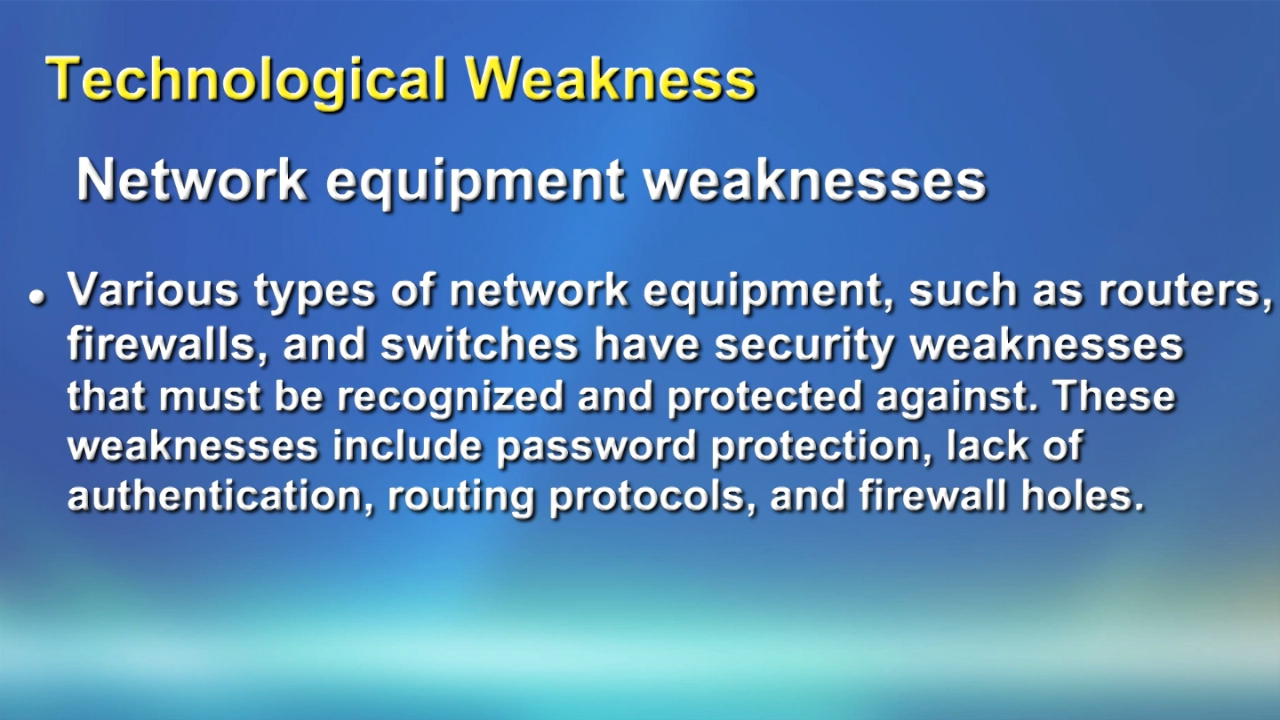 Technological Weakness
Network equipment weaknesses
• Various types of network equipment, such as routers,
firewalls, and switches have security weaknesses
that must be recognized and protected against. These
weaknesses include password protection, lack of
authentication, routing protocols, and firewall holes.